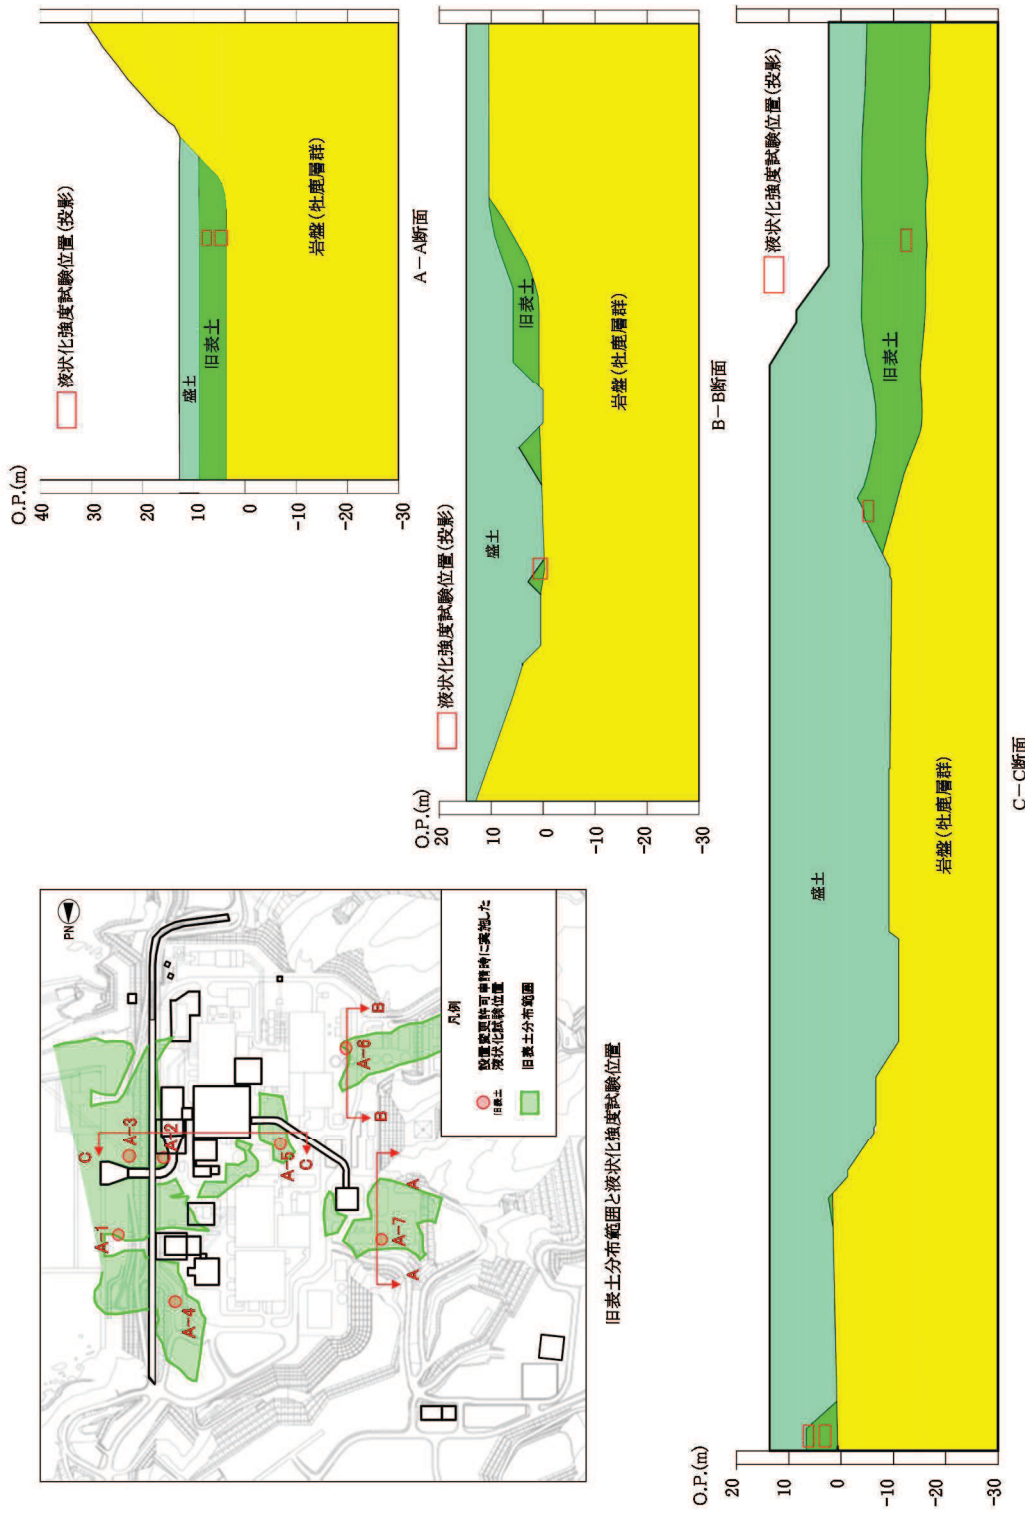 O.P.(m)
40
30
20
10
0
-10
-20
-30
液状化強度試験位置(投影)
盛土
旧表土
岩盤(牡鹿層群)
A-A断面
O.P.(m)
20
10
0
-10
-20
-30
液状化強度試験位置(投影)
盛土
旧表土
岩盤(牡鹿層群)
B-B断面
PN
A-1
A-2
A-3
A-4
A-5
A-6
A-7
A
A
B
B
C
C
凡例
旧表土
設置変更許可申請時に実施した
液状化試験位置
旧表土分布範囲
旧表土分布範囲と液状化強度試験位置
O.P.(m)
20
10
0
-10
-20
-30
液状化強度試験位置(投影)
盛土
旧表土
岩盤(牡鹿層群)
C-C断面